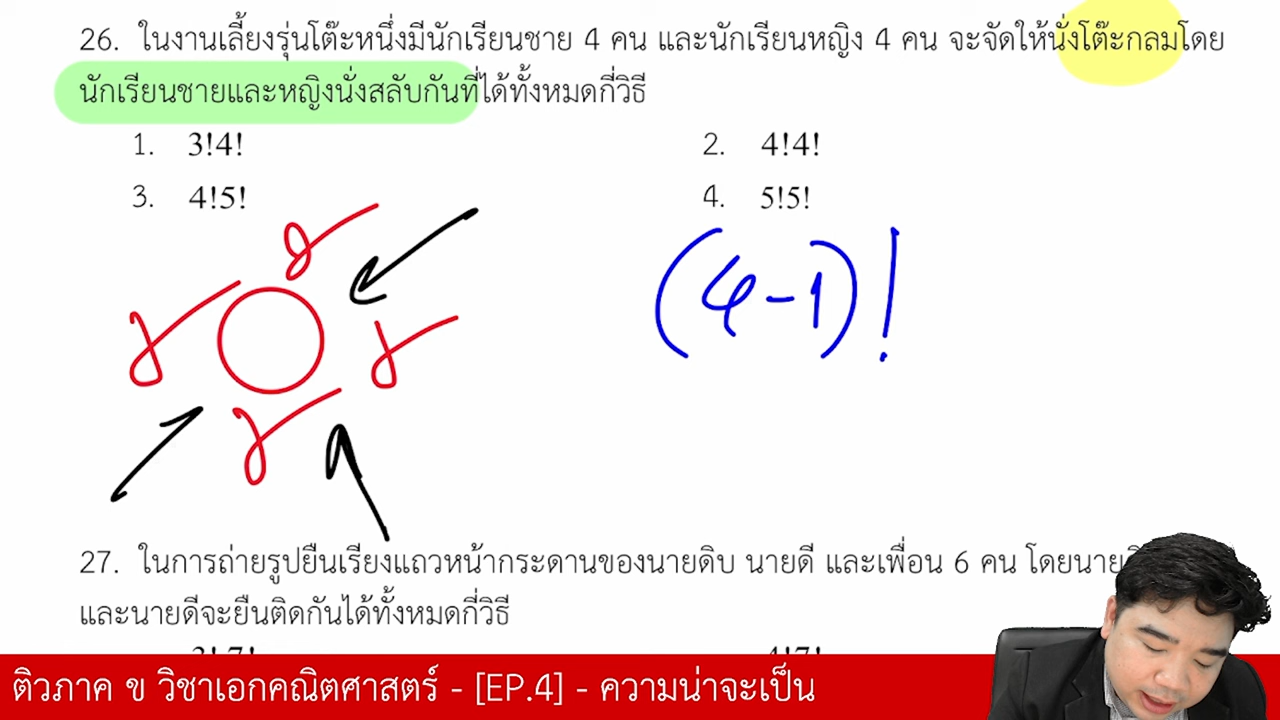 26. ในงานเลี้ยงรุ่นโต๊ะหนึ่งมีนักเรียนชาย 4 คน และนักเรียนหญิง 4 คน จะจัดให้นั่งโต๊ะกลมโดย
นักเรียนชายและหญิงนั่งสลับกันที่ได้ทั้งหมดกี่วิธี
1. 3!4! 2. 4!4!
3. 4!5! 4. 5!5!
(4-1)!
27. ในการถ่ายรูปยืนเรียงแถวหน้ากระดานของนายดิบ นายดี และเพื่อน 6 คน โดยนาย
และนายดีจะยืนติดกันได้ทั้งหมดกี่วิธี
ติวภาค ข วิชาเอกคณิตศาสตร์ - [EP.4] - ความน่าจะเป็น